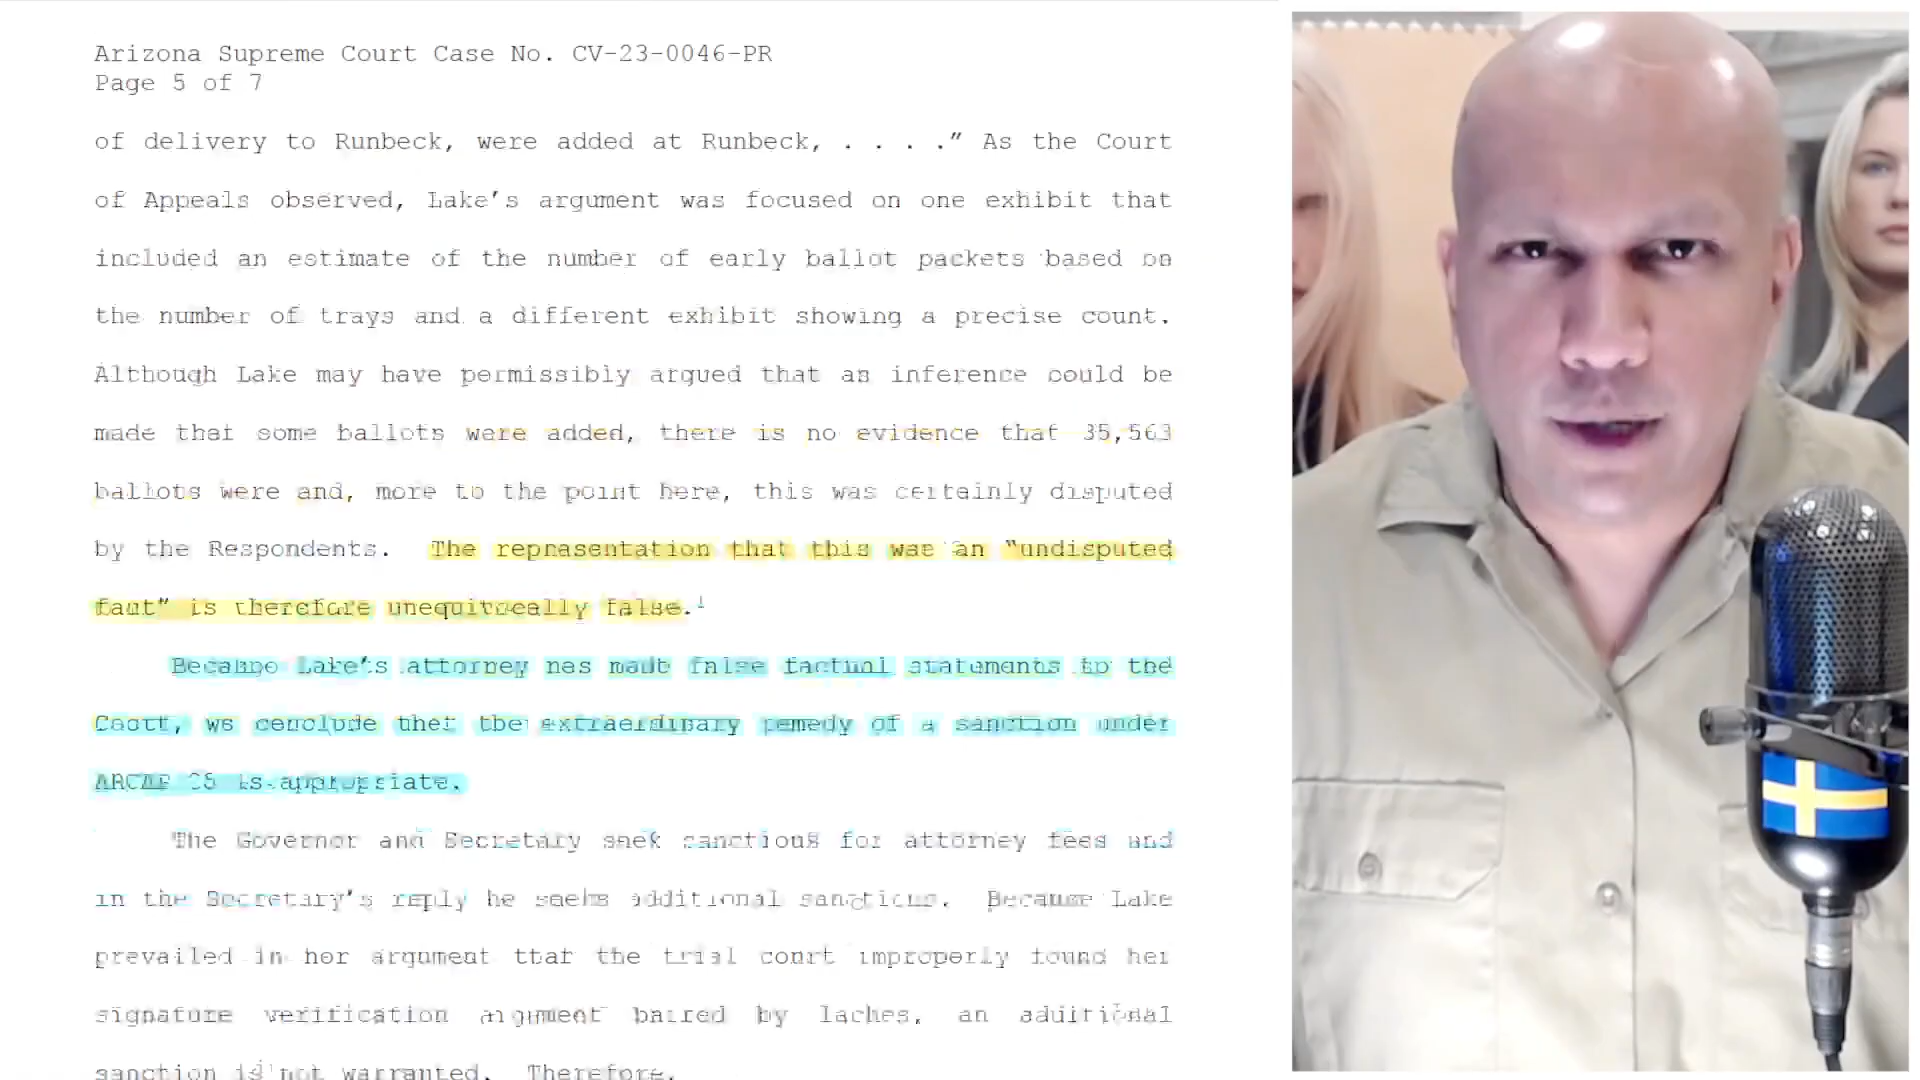 Arizona Supreme Court Case No. CV-23-0046-PR
Page 5 of 7
of delivery to Runbeck, were added at Runbeck, . . . .” As the Court
of Appeals observed, Lake’s argument was focused on one exhibit that
included an estimate of the number of early ballot packets based on
the number of trays and a different exhibit showing a precise count.
Although Lake may have permissibly argued that an inference could be
made that some ballots were added, there is no evidence that 35,563
ballots were and, more to the point here, this was certainly disputed
by the Respondents. The representation that this was an “undisputed
fact” is therefore unequivocally false.1
Because Lake’s attorney has made false factual statements to the
Court, we conclude that the extraordinary remedy of a sanction under
ARCAP 25 is appropriate.
The Governor and Secretary seek sanctions for attorney fees and
in the Secretary’s reply he seeks additional sanctions. Because Lake
prevailed in her argument that the trial court improperly found her
signature verification argument barred by laches, an additional
sanction is not warranted. Therefore,